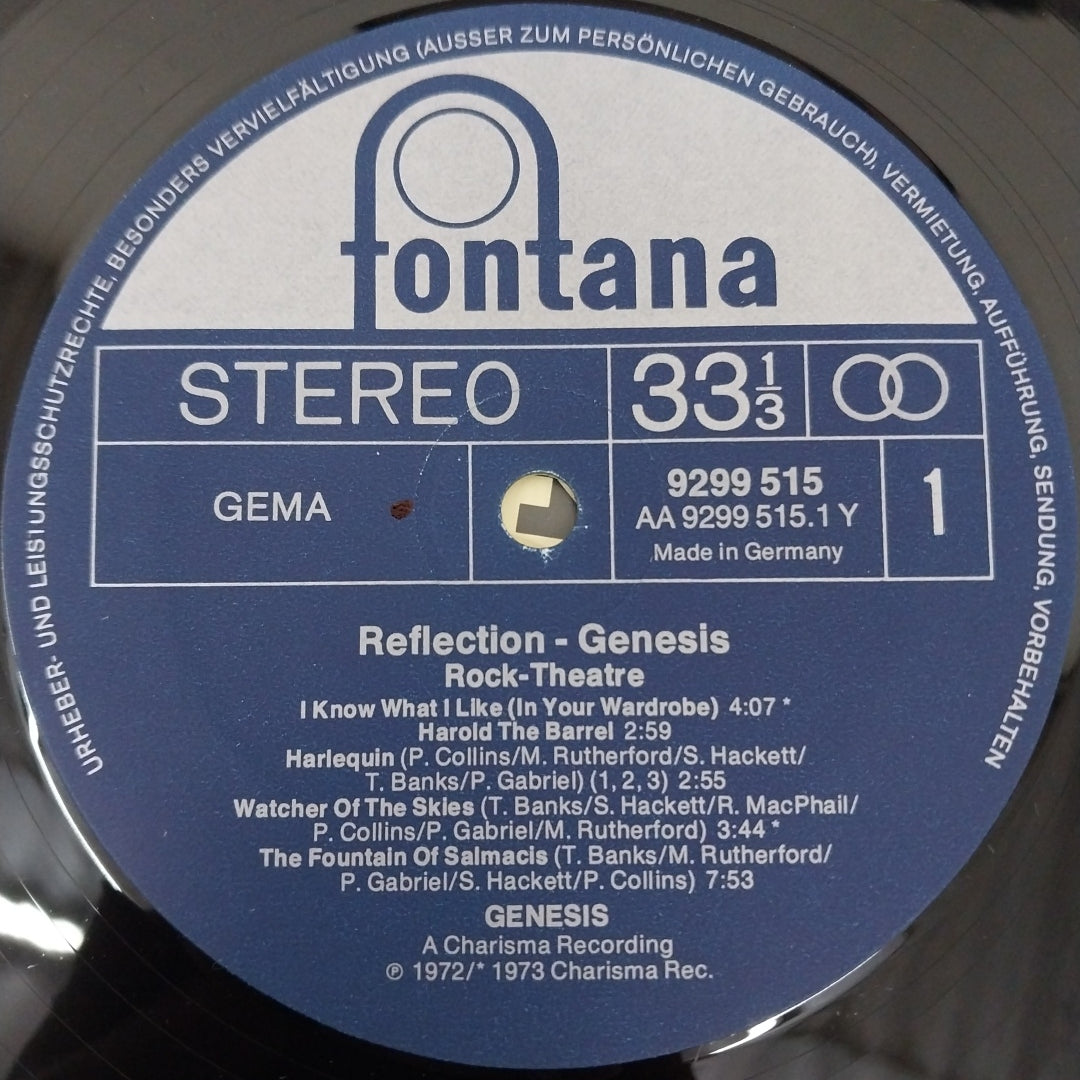 URHEBER- UND LEISTUNGSSCHUTZRECHTE, BESONDERS VERVIELFÄLTIGUNG (AUSSER ZUM PERSÖNLICHEN GEBRAUCH), VERMIETUNG, AUFFÜHRUNG, SENDUNG, VORBEHALTEN
fontana
STEREO
33 1/3
GEMA
9299 515
AA 9299 515.1 Y
Made in Germany
1
Reflection - Genesis
Rock-Theatre
I Know What I Like (In Your Wardrobe) 4:07 *
Harold The Barrel 2:59
Harlequin (P. Collins/M. Rutherford/S. Hackett/
T. Banks/P. Gabriel) (1, 2, 3) 2:55
Watcher Of The Skies (T. Banks/S. Hackett/R. MacPhail/
P. Collins/P. Gabriel/M. Rutherford) 3:44 *
The Fountain Of Salmacis (T. Banks/M. Rutherford/
P. Gabriel/S. Hackett/P. Collins) 7:53
GENESIS
A Charisma Recording
℗ 1972/* 1973 Charisma Rec.